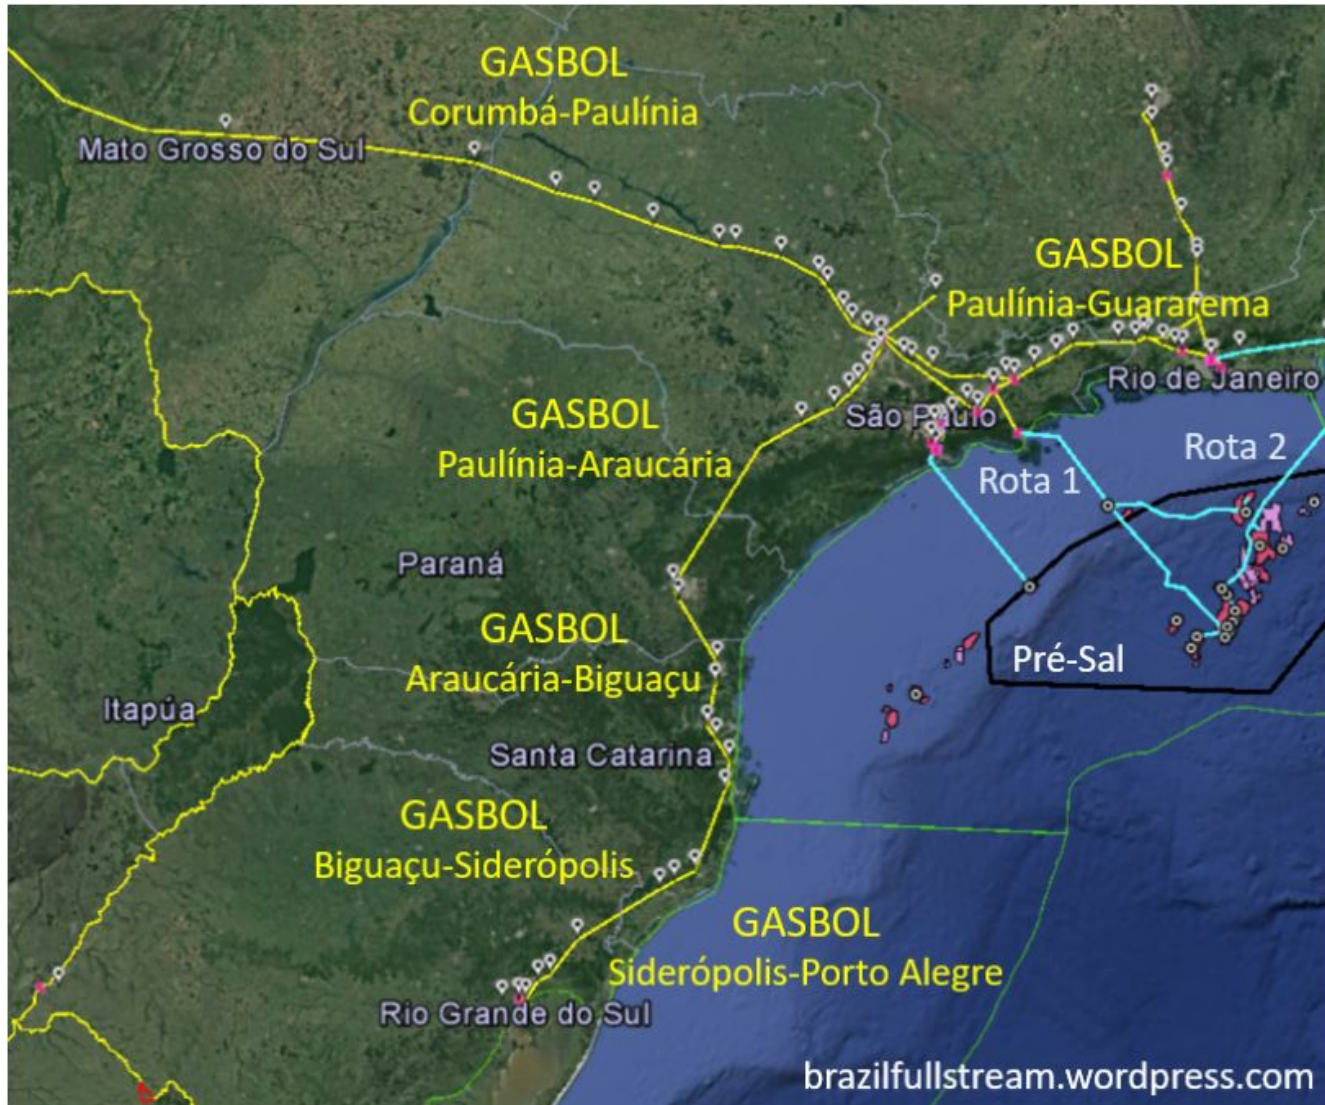 GASBOL
Corumbá-Paulínia
Mato Grosso do Sul
GASBOL
Paulínia-Guararema
Rio de Janeiro
GASBOL
Paulínia-Araucária
São Paulo
Rota 1
Rota 2
Paraná
GASBOL
Araucária-Biguaçu
Pré-Sal
Itapúa
Santa Catarina
GASBOL
Biguaçu-Siderópolis
GASBOL
Siderópolis-Porto Alegre
Rio Grande do Sul
brazilfullstream.wordpress.com